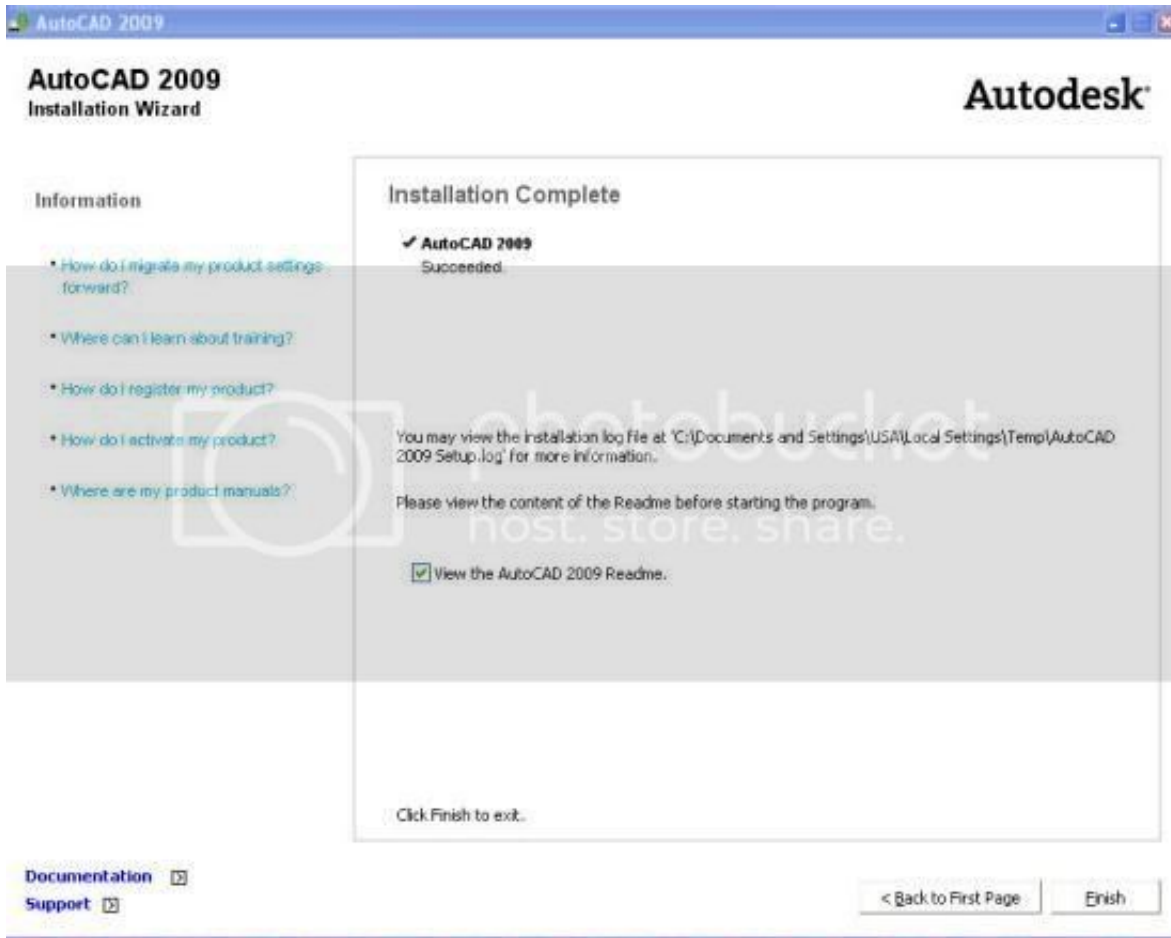 AutoCAD 2009
AutoCAD 2009
Installation Wizard
Autodesk
Information
• How do I migrate my product settings
forward?
• Where can I learn about training?
• How do I register my product?
• How do I activate my product?
• Where are my product manuals?
Installation Complete
✓ AutoCAD 2009
Succeeded.
You may view the installation log file at 'C:\Documents and Settings\USA\Local Settings\Temp\AutoCAD
2009 Setup.log' for more information.
Please view the content of the Readme before starting the program.
View the AutoCAD 2009 Readme.
Click Finish to exit.
photobucket
host. store. share.
Documentation
Support
< Back to First Page
Finish